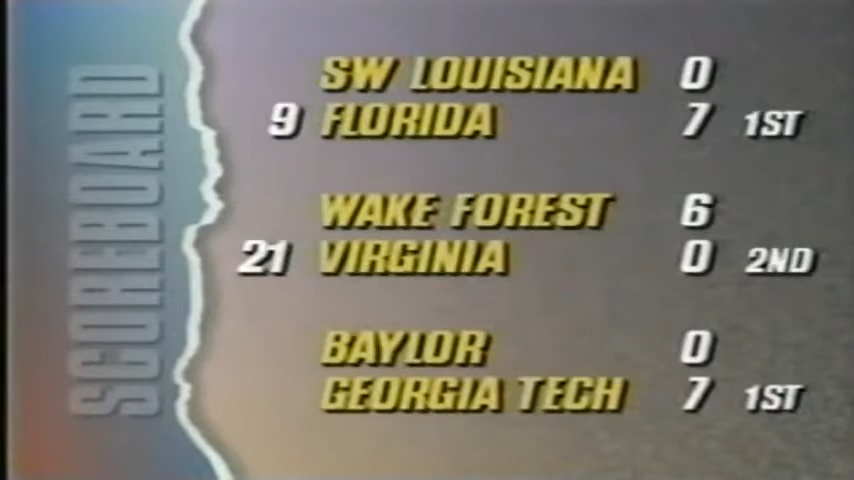 SCOREBOARD
SW LOUISIANA 0
9 FLORIDA 7 1ST
WAKE FOREST 6
21 VIRGINIA 0 2ND
BAYLOR 0
GEORGIA TECH 7 1ST